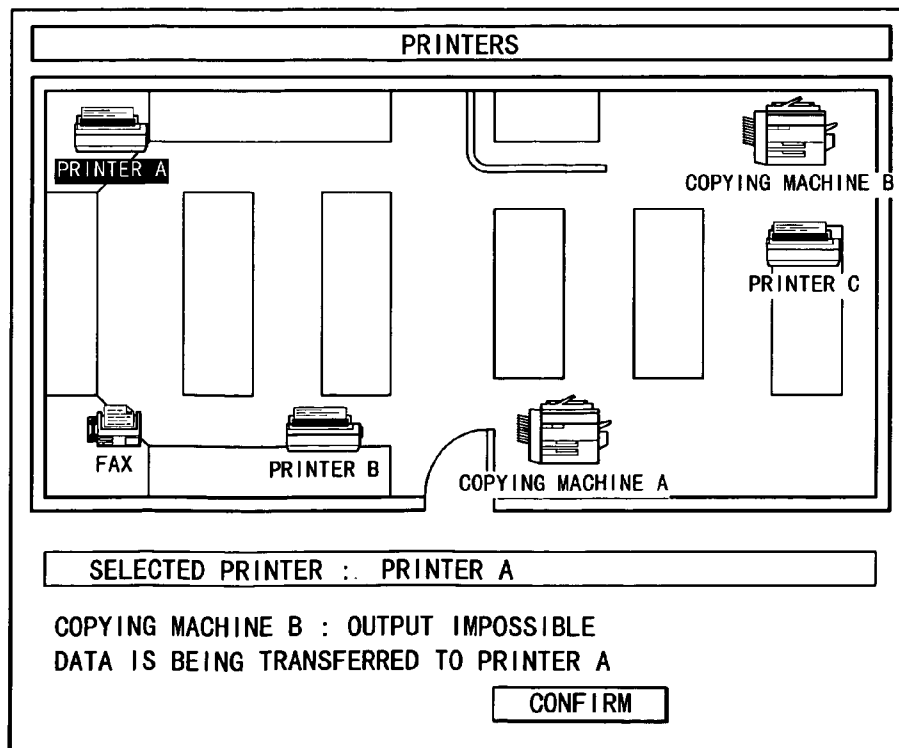 PRINTERS
PRINTER A
COPYING MACHINE B
PRINTER C
FAX
PRINTER B
COPYING MACHINE A
SELECTED PRINTER : PRINTER A
COPYING MACHINE B : OUTPUT IMPOSSIBLE
DATA IS BEING TRANSFERRED TO PRINTER A
CONFIRM